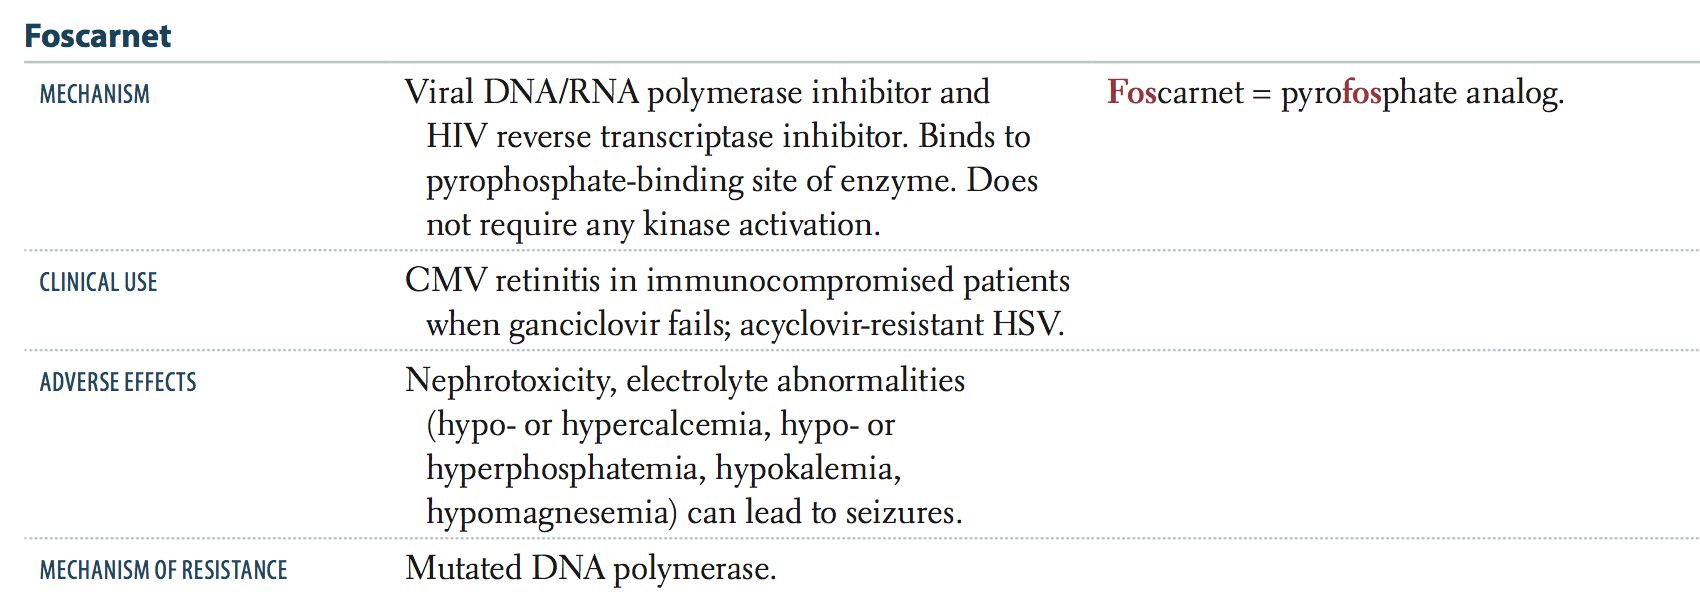 Foscarnet
MECHANISM
Viral DNA/RNA polymerase inhibitor and
HIV reverse transcriptase inhibitor. Binds to
pyrophosphate-binding site of enzyme. Does
not require any kinase activation.
Foscarnet = pyrofosphate analog.
CLINICAL USE
CMV retinitis in immunocompromised patients
when ganciclovir fails; acyclovir-resistant HSV.
ADVERSE EFFECTS
Nephrotoxicity, electrolyte abnormalities
(hypo- or hypercalcemia, hypo- or
hyperphosphatemia, hypokalemia,
hypomagnesemia) can lead to seizures.
MECHANISM OF RESISTANCE
Mutated DNA polymerase.